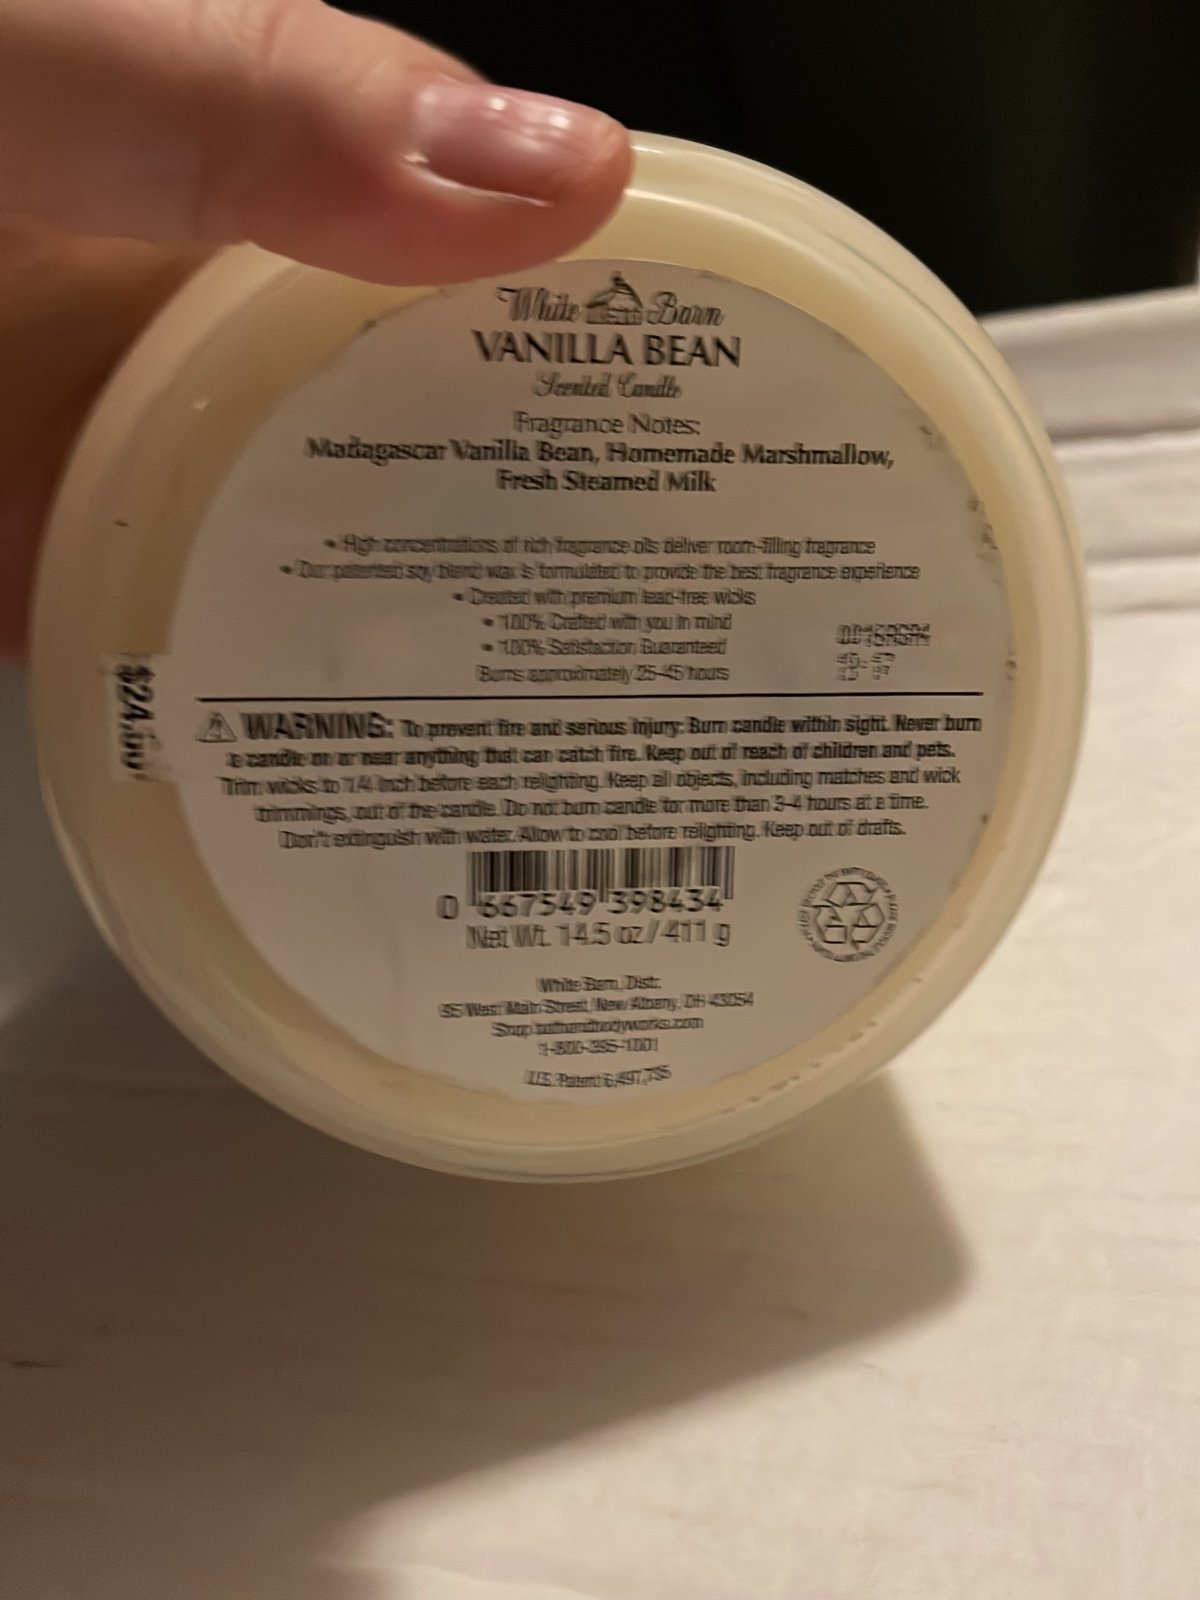 White Barn
VANILLA BEAN
Scented Candle
Fragrance Notes:
Madagascar Vanilla Bean, Homemade Marshmallow,
Fresh Steamed Milk
• High concentrations of rich fragrance oils deliver room-filling fragrance
• Our patented soy blend wax is formulated to provide the best fragrance experience
• Created with premium lead-free wicks
• 100% Crafted with you in mind
• 100% Satisfaction Guaranteed
Burns approximately 25-45 hours
WARNING: To prevent fire and serious injury: Burn candle within sight. Never burn
a candle on or near anything that can catch fire. Keep out of reach of children and pets.
Trim wicks to 1/4 inch before each relighting. Keep all objects, including matches and wick
trimmings, out of the candle. Do not burn candle for more than 3-4 hours at a time.
Don't extinguish with water. Allow to cool before relighting. Keep out of drafts.
0 667549 398434
Net Wt. 14.5 oz / 411 g
White Barn, Distr.
95 West Main Street, New Albany, OH 43054
Shop bathandbodyworks.com
1-800-395-1001
U.S. Patent 6,497,735